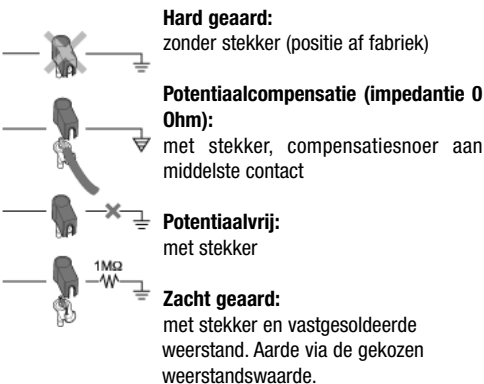 Hard geaard:
zonder stekker (positie af fabriek)
Potentiaalcompensatie (impedantie 0
Ohm):
met stekker, compensatiesnoer aan
middelste contact
Potentiaalvrij:
met stekker
1MΩ
Zacht geaard:
met stekker en vastgesoldeerde
weerstand. Aarde via de gekozen
weerstandswaarde.